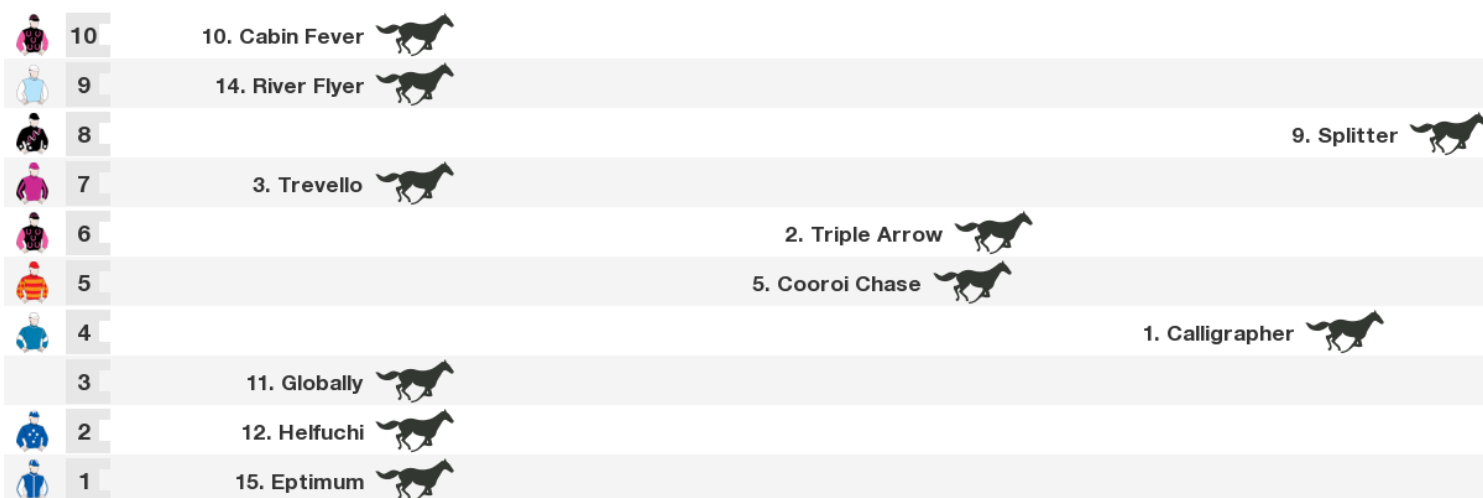 10 10. Cabin Fever
9 14. River Flyer
8 9. Splitter
7 3. Trevello
6 2. Triple Arrow
5 5. Cooroi Chase
4 1. Calligrapher
3 11. Globally
2 12. Helfuchi
1 15. Eptimum